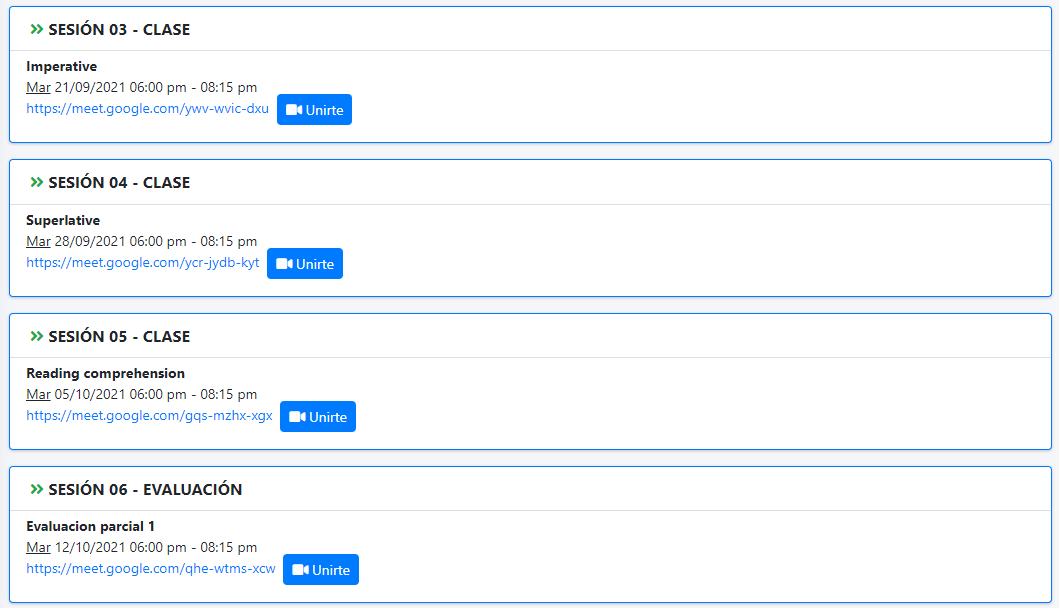 SESIÓN 03 - CLASE
Imperative
Mar 21/09/2021 06:00 pm - 08:15 pm
https://meet.google.com/ywv-wvic-dxu Unirte
SESIÓN 04 - CLASE
Superlative
Mar 28/09/2021 06:00 pm - 08:15 pm
https://meet.google.com/ycr-jydb-kyt Unirte
SESIÓN 05 - CLASE
Reading comprehension
Mar 05/10/2021 06:00 pm - 08:15 pm
https://meet.google.com/gqs-mzhx-xgx Unirte
SESIÓN 06 - EVALUACIÓN
Evaluacion parcial 1
Mar 12/10/2021 06:00 pm - 08:15 pm
https://meet.google.com/qhe-wtms-xcw Unirte